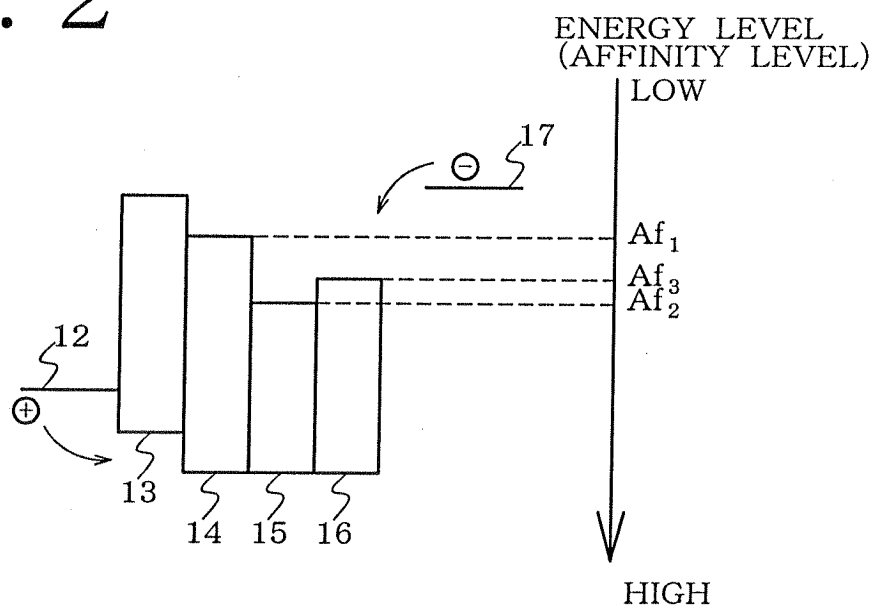 . 2
ENERGY LEVEL
(AFFINITY LEVEL)
LOW
17
⊖
Af1
Af3
Af2
12
⊕
13
14 15 16
HIGH